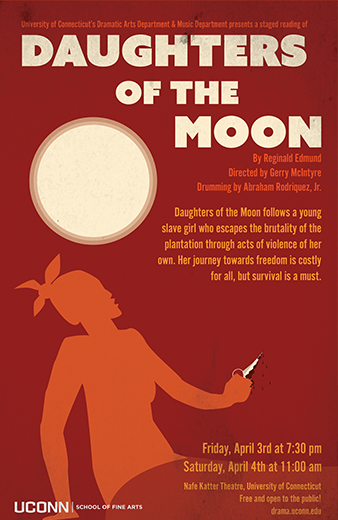 University of Connecticut's Dramatic Arts Department & Music Department presents a staged reading of
DAUGHTERS
OF THE
MOON
By Reginald Edmund
Directed by Gerry McIntyre
Drumming by Abraham Rodriquez, Jr.
Daughters of the Moon follows a young
slave girl who escapes the brutality of the
plantation through acts of violence of her
own. Her journey towards freedom is costly
for all, but survival is a must.
Friday, April 3rd at 7:30 pm
Saturday, April 4th at 11:00 am
Nafe Katter Theatre, University of Connecticut
Free and open to the public!
drama.uconn.edu
UCONN | SCHOOL OF FINE ARTS